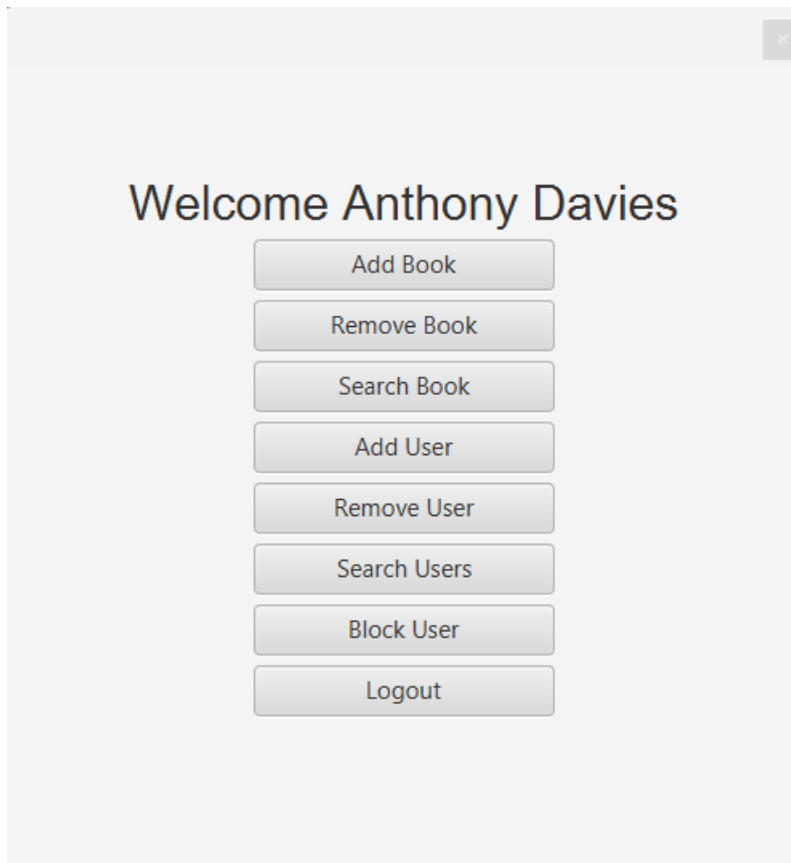 Welcome Anthony Davies
Add Book
Remove Book
Search Book
Add User
Remove User
Search Users
Block User
Logout